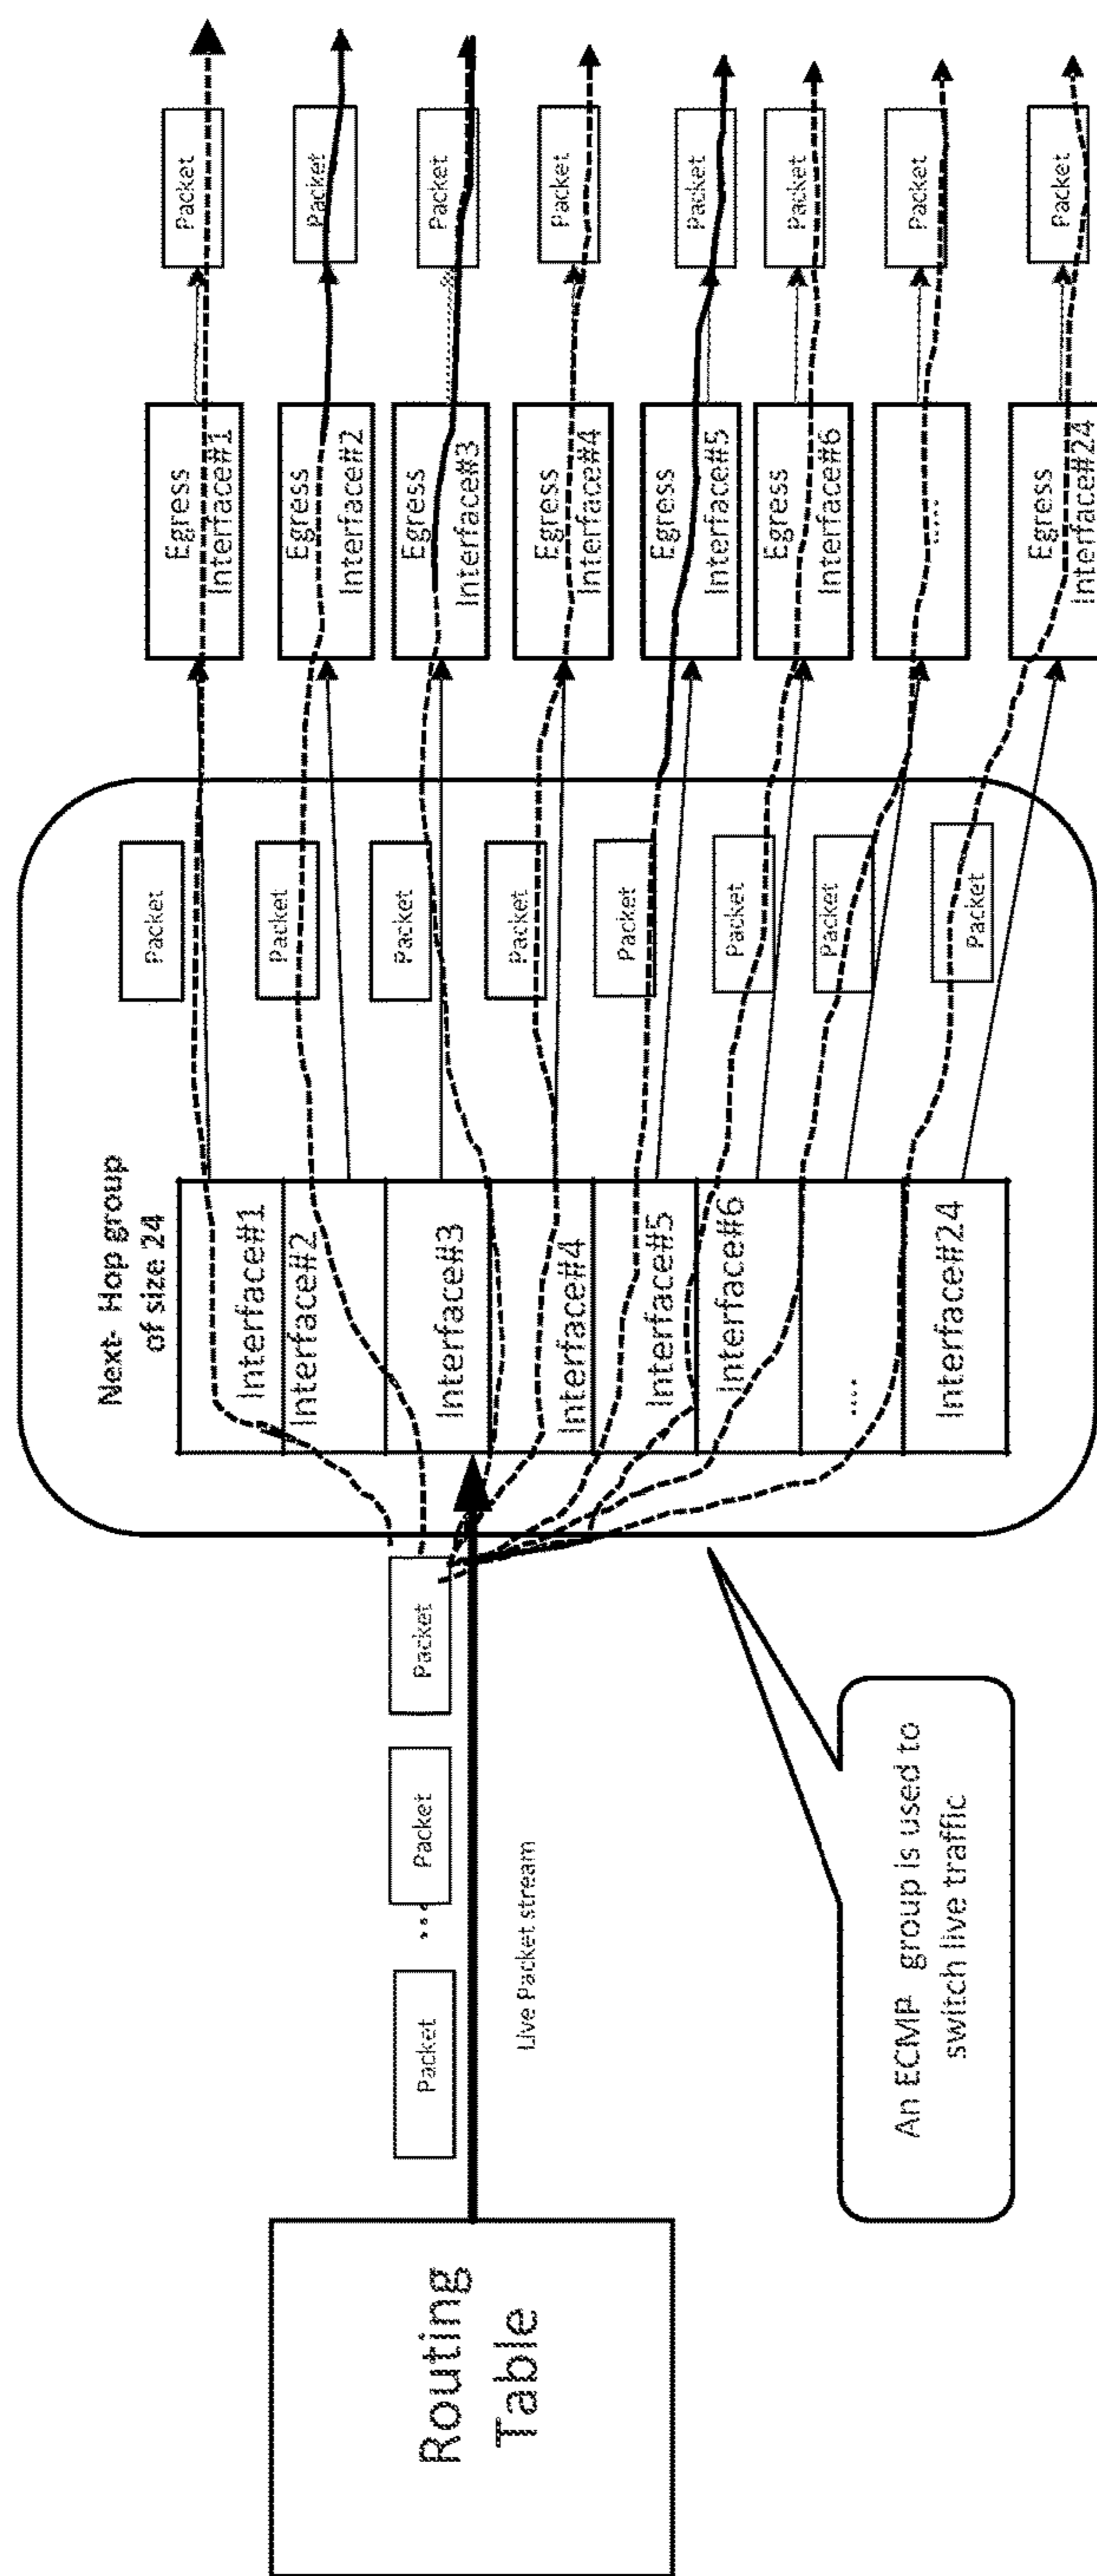 Routing
Table
Packet
...
Packet
Packet
Live Packet stream
An ECMP group is used to
switch live traffic
Next- Hop group
of size 24
Interface#1
Interface#2
Interface#3
Interface#4
Interface#5
Interface#6
....
Interface#24
Packet
Packet
Packet
Packet
Packet
Packet
Packet
Packet
Egress
Interface#1
Egress
Interface#2
Egress
Interface#3
Egress
Interface#4
Egress
Interface#5
Egress
Interface#6
....
Egress
Interface#24
Packet
Packet
Packet
Packet
Packet
Packet
Packet
Packet